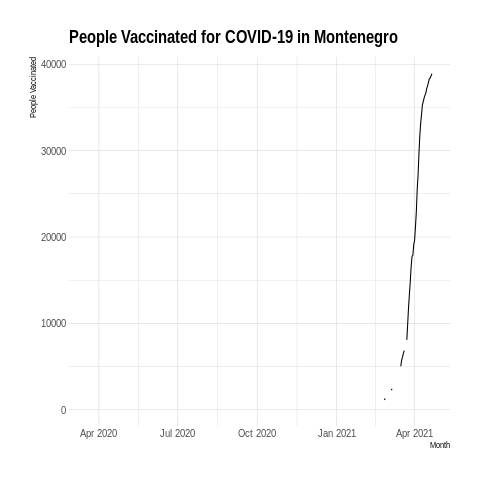 People Vaccinated for COVID-19 in Montenegro
People Vaccinated
40000
30000
20000
10000
0
Apr 2020 Jul 2020 Oct 2020 Jan 2021 Apr 2021
Month